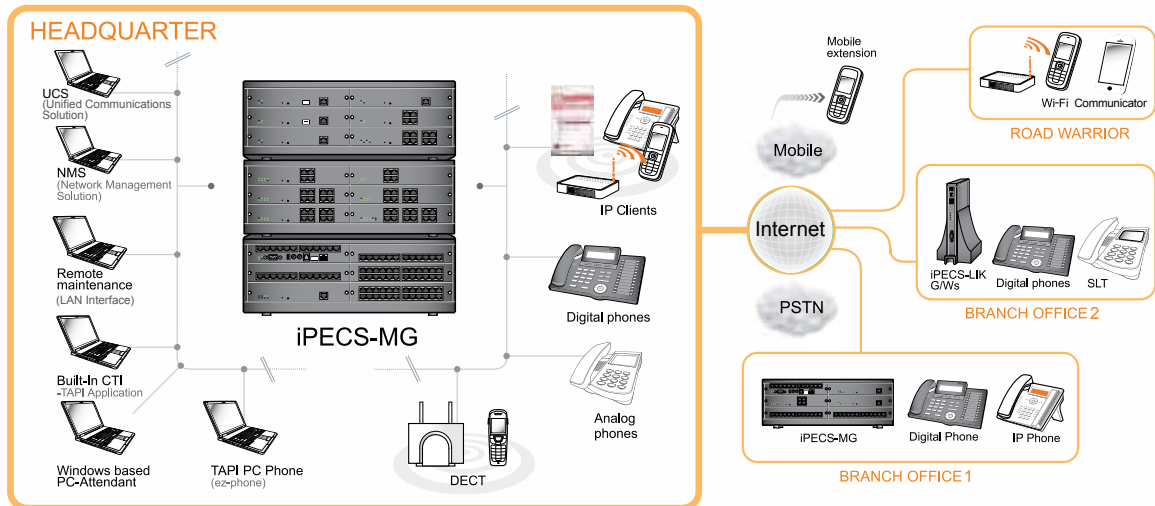 HEADQUARTER
UCS
(Unified Communications
Solution)
NMS
(Network Management
Solution)
Remote
maintenance
(LAN Interface)
Built-In CTI
-TAPI Application
Windows based
PC-Attendant
TAPI PC Phone
(ez-phone)
iPECS-MG
DECT
IP Clients
Digital phones
Analog
phones
Mobile
extension
Mobile
Internet
PSTN
Wi-Fi
Communicator
ROAD WARRIOR
iPECS-LIK
G/Ws
Digital phones
SLT
BRANCH OFFICE 2
iPECS-MG
Digital Phone
IP Phone
BRANCH OFFICE 1